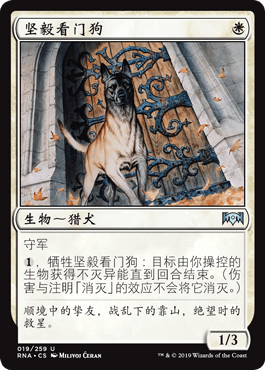 坚毅看门狗
生物～猎犬
守军
1，牺牲坚毅看门狗：目标由你操控的
生物获得不灭异能直到回合结束。（伤
害与注明「消灭」的效应不会将它消灭。）
顺境中的挚友，战乱下的靠山，绝望时的
救星。
1/3
019/259 U
RNA • CS MILIVOJ ĆERAN
™ & © 2019 Wizards of the Coast